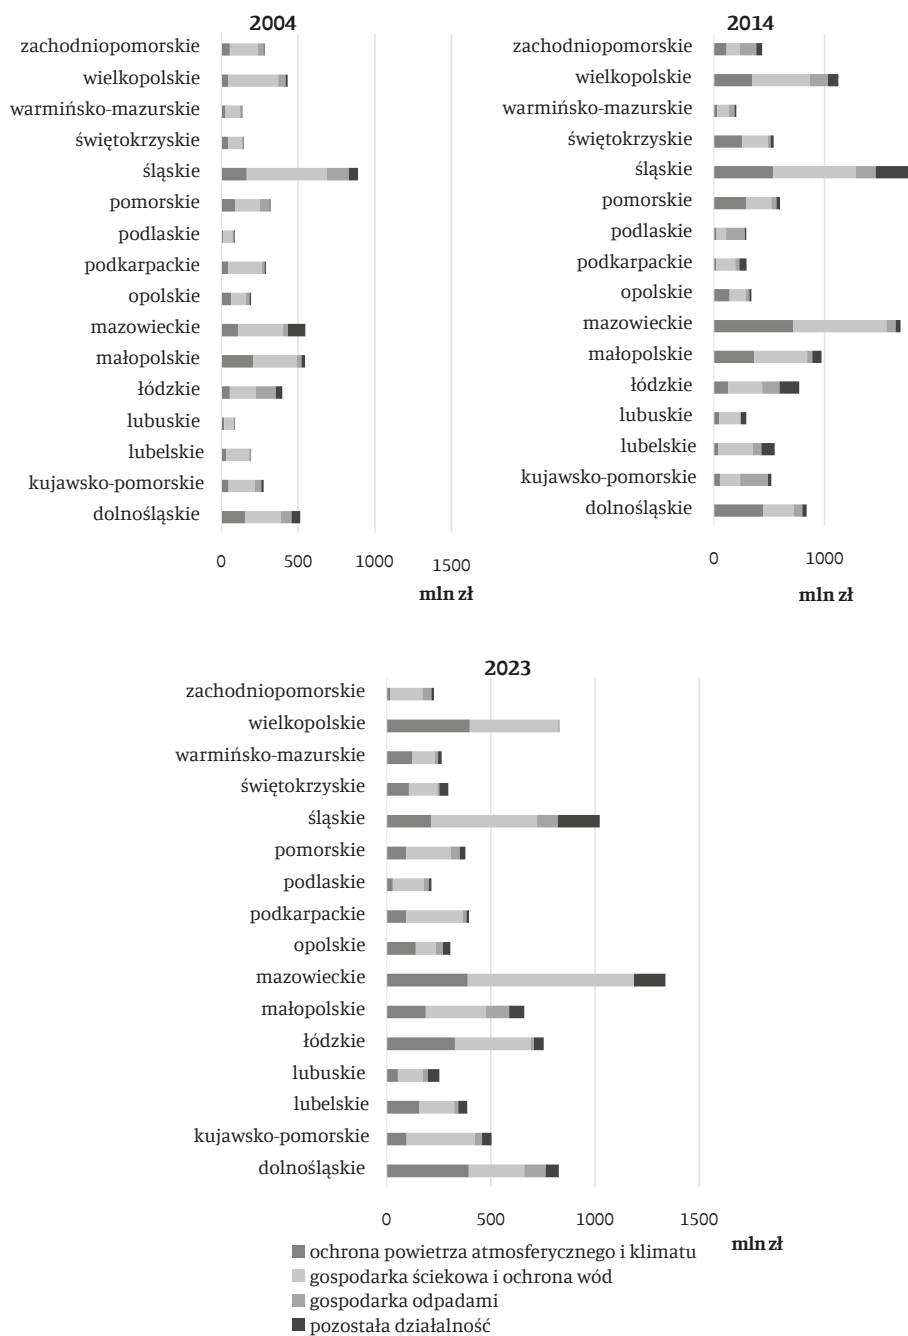 2004
zachodniopomorskie
wielkopolskie
warmińsko-mazurskie
świętokrzyskie
śląskie
pomorskie
podlaskie
podkarpackie
opolskie
mazowieckie
małopolskie
łódzkie
lubuskie
lubelskie
kujawsko-pomorskie
dolnośląskie
0 500 1000 1500
mln zł
2014
zachodniopomorskie
wielkopolskie
warmińsko-mazurskie
świętokrzyskie
śląskie
pomorskie
podlaskie
podkarpackie
opolskie
mazowieckie
małopolskie
łódzkie
lubuskie
lubelskie
kujawsko-pomorskie
dolnośląskie
0 1000
mln zł
2023
zachodniopomorskie
wielkopolskie
warmińsko-mazurskie
świętokrzyskie
śląskie
pomorskie
podlaskie
podkarpackie
opolskie
mazowieckie
małopolskie
łódzkie
lubuskie
lubelskie
kujawsko-pomorskie
dolnośląskie
0 500 1000 1500
mln zł
ochrona powietrza atmosferycznego i klimatu
gospodarka ściekowa i ochrona wód
gospodarka odpadami
pozostała działalność